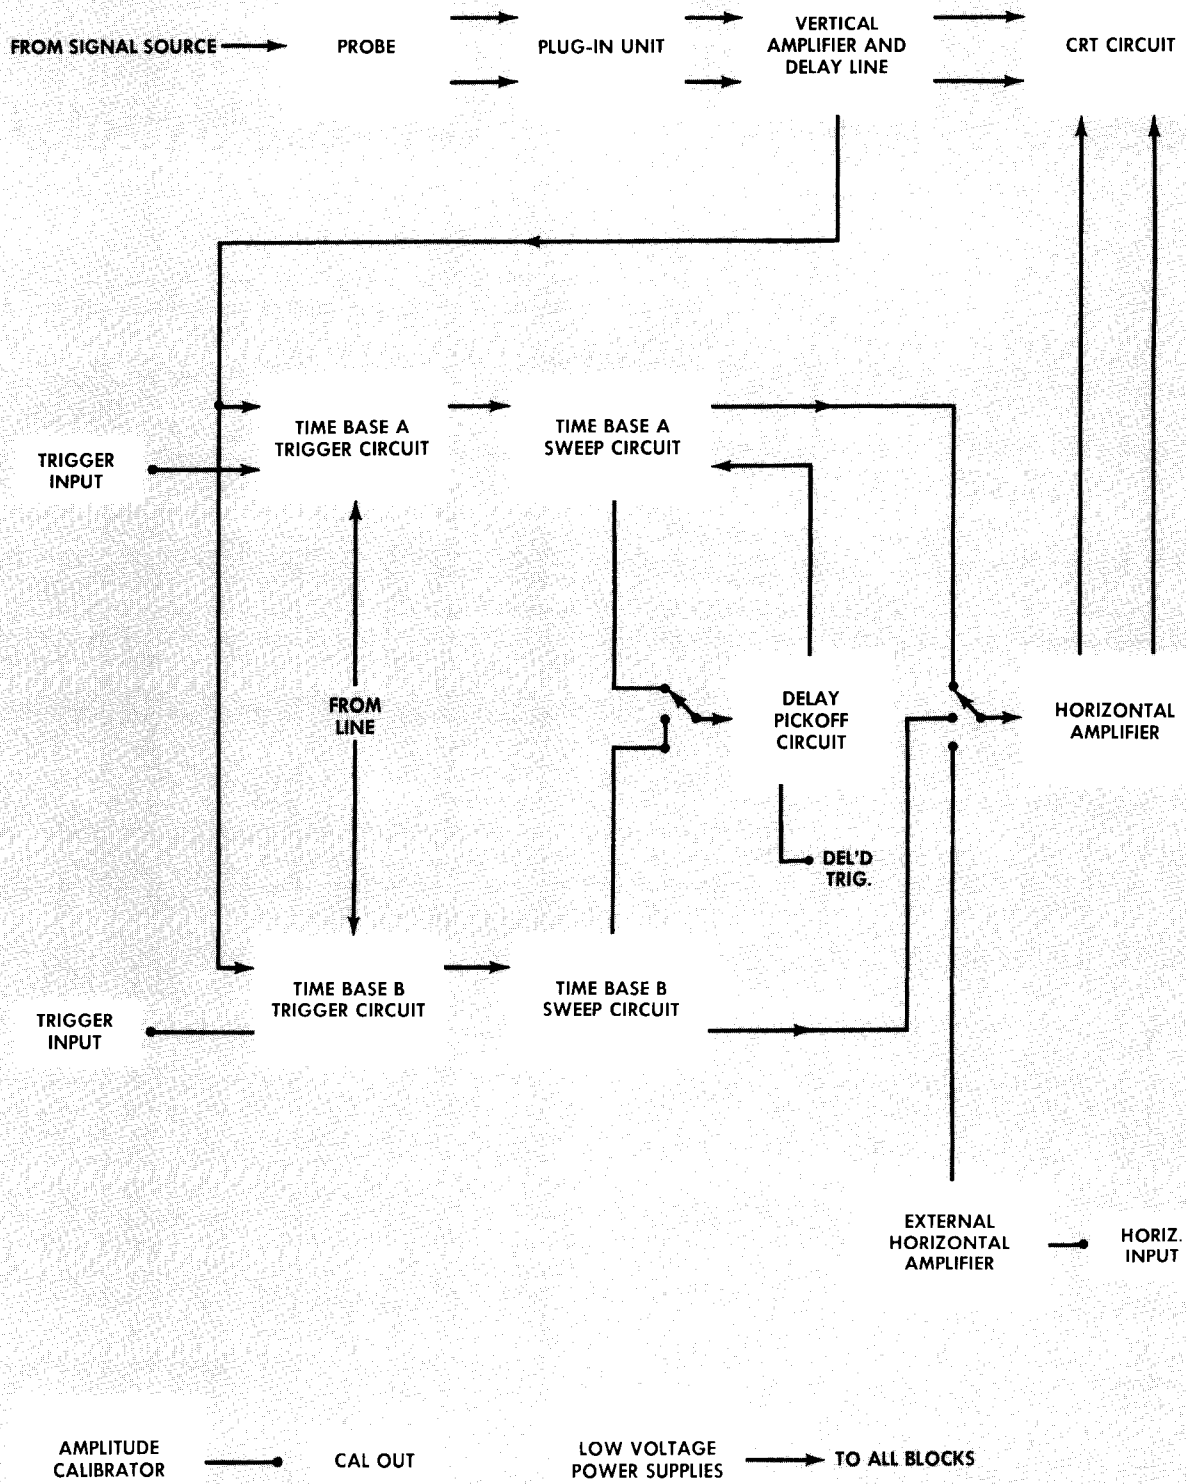 FROM SIGNAL SOURCE
PROBE
PLUG-IN UNIT
VERTICAL
AMPLIFIER AND
DELAY LINE
CRT CIRCUIT
TIME BASE A
TRIGGER CIRCUIT
TIME BASE A
SWEEP CIRCUIT
TRIGGER
INPUT
FROM
LINE
DELAY
PICKOFF
CIRCUIT
HORIZONTAL
AMPLIFIER
DEL'D
TRIG.
TIME BASE B
TRIGGER CIRCUIT
TIME BASE B
SWEEP CIRCUIT
TRIGGER
INPUT
EXTERNAL
HORIZONTAL
AMPLIFIER
HORIZ.
INPUT
AMPLITUDE
CALIBRATOR
CAL OUT
LOW VOLTAGE
POWER SUPPLIES
TO ALL BLOCKS